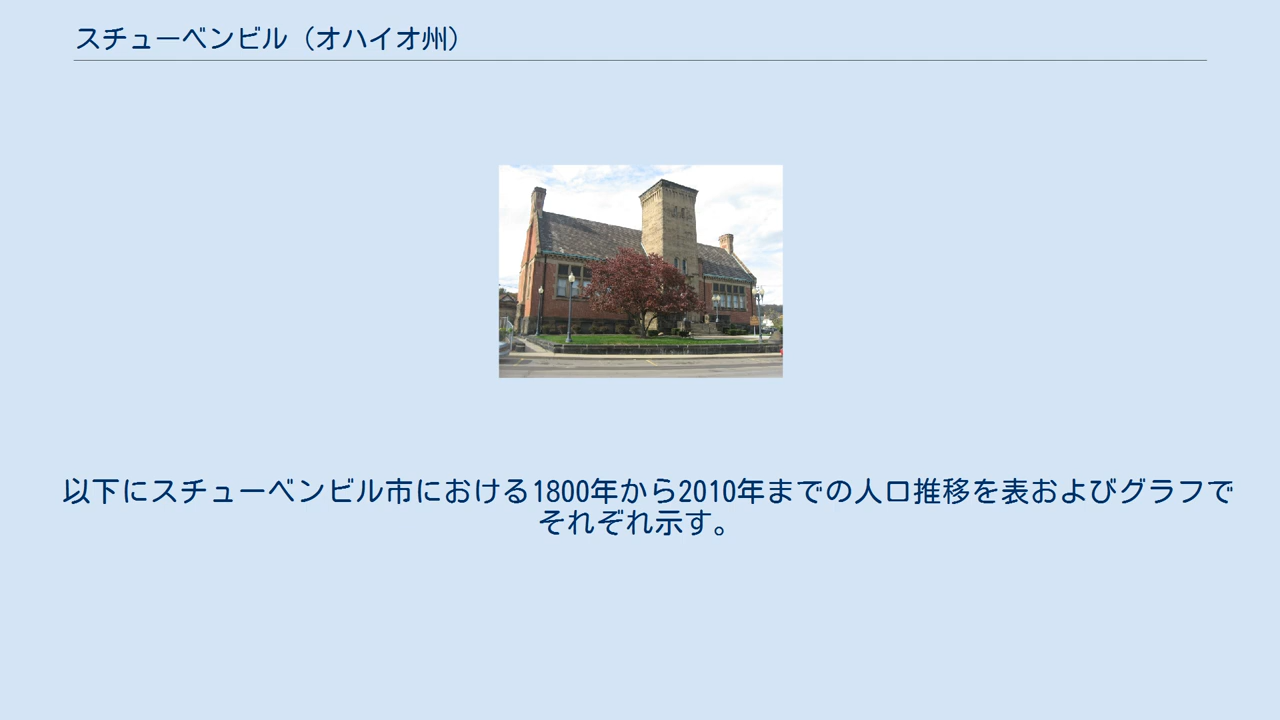 スチューベンビル（オハイオ州）
以下にスチューベンビル市における1800年から2010年までの人口推移を表およびグラフで
それぞれ示す。